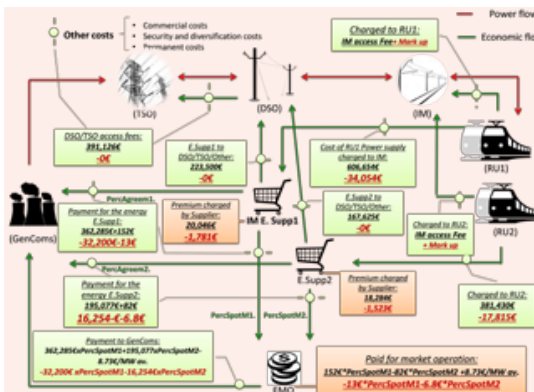 Other costs
• Commercial costs
• Security and diversification costs
• Permanent costs
Charged to RU1:
IM access Fee+ Mark up
Power flow
Economic flo
(TSO)
(DSO)
(IM)
DSO/TSO access fees:
391,126€
-0€
E.Supp1 to
DSO/TSO/Other:
223,500€
-0€
Cost of RU1 Power supply
charged to IM:
606,654€
-34,054€
(RU1)
PercAgreem1.
E.Supp2 to
DSO/TSO/Other:
167,625€
-0€
(GenComs)
Payment for the energy
E.Supp1:
362,285€+152€
-32,200€-13€
Premium charged
by Supplier:
20,046€
-1,781€
IM E. Supp1
Charged to RU2:
IM access Fee
+ Mark up
(RU2)
PercAgreem2.
E.Supp2
Payment for the
energy E.Supp2:
195,077€+82€
16,254-€-6.8€
PercSpotM1.
PercSpotM2.
Premium charged
by Supplier:
18,284€
-1,523€
Charged to RU2:
381,430€
-17,815€
Payment to GenComs:
362,285€xPercSpotM1+195,077xPercSpotM2-
8.73€/MW av.
-32,200€ xPercSpotM1-16,254€xPercSpotM2
EMO
Paid for market operation:
152€*PercSpotM1-82€*PercSpotM2 +8.73€/MW av.
-13€*PercSpotM1-6.8€*PercSpotM2